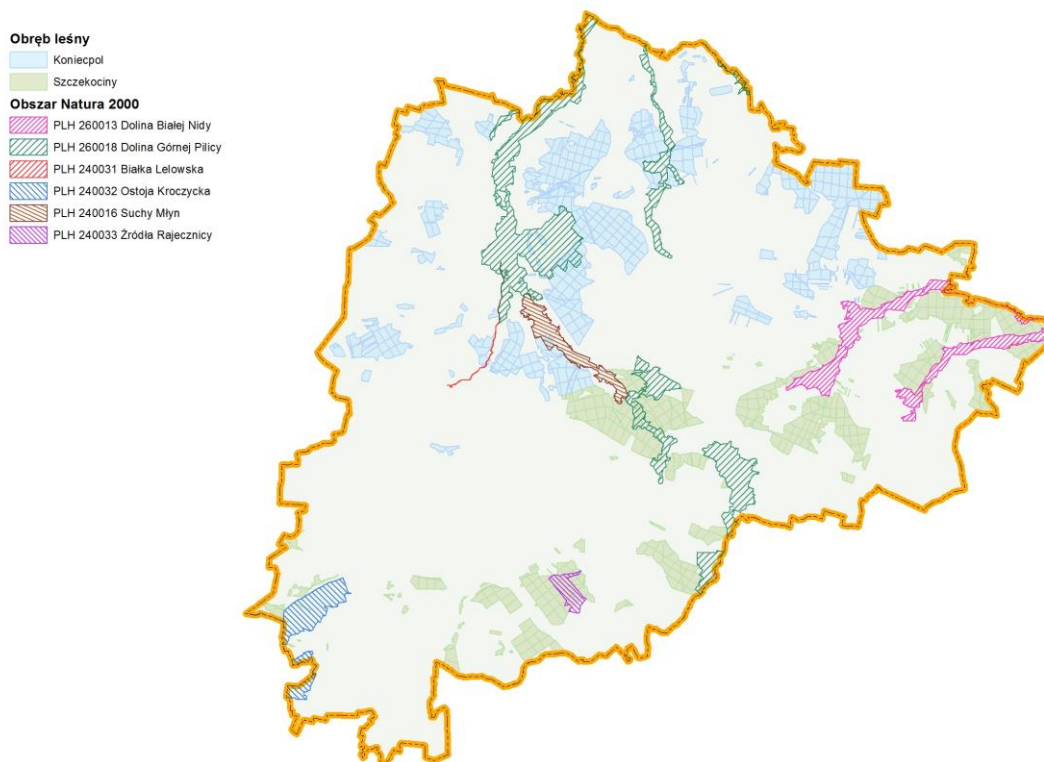 Obręb leśny
Koniecpol
Szczekociny
Obszar Natura 2000
PLH 260013 Dolina Białej Nidy
PLH 260018 Dolina Górnej Pilicy
PLH 240031 Białka Lelowska
PLH 240032 Ostoja Kroczycka
PLH 240016 Suchy Młyn
PLH 240033 Źródła Rajecznicy